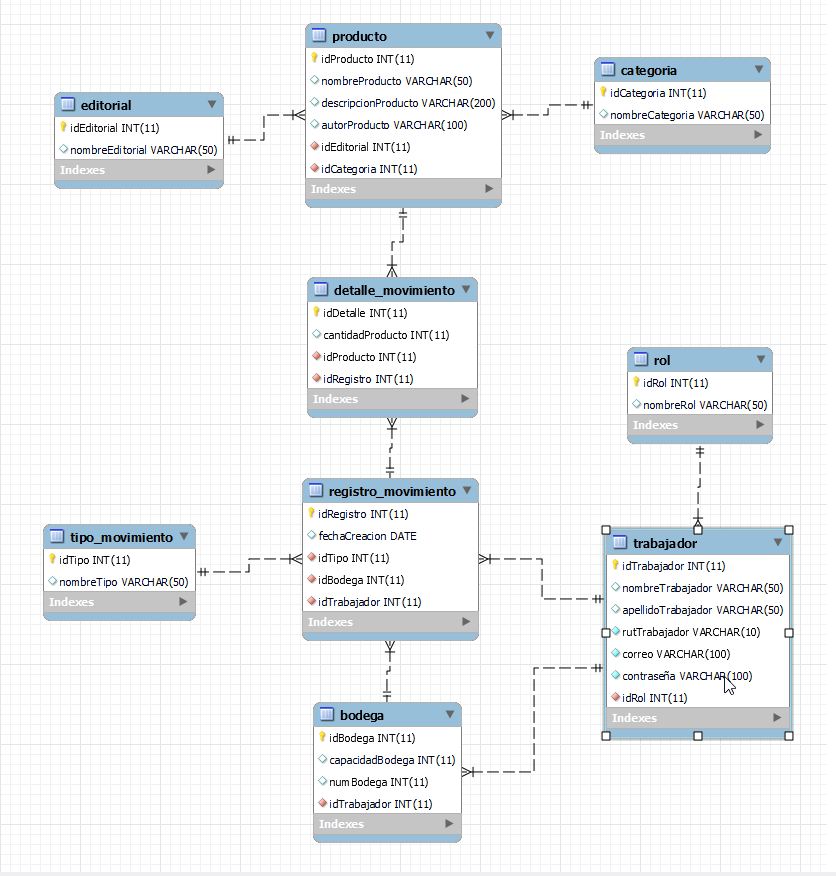 producto
idProducto INT(11)
nombreProducto VARCHAR(50)
descripcionProducto VARCHAR(200)
autorProducto VARCHAR(100)
idEditorial INT(11)
idCategoria INT(11)
Indexes
categoria
idCategoria INT(11)
nombreCategoria VARCHAR(50)
Indexes
editorial
idEditorial INT(11)
nombreEditorial VARCHAR(50)
Indexes
detalle_movimiento
idDetalle INT(11)
cantidadProducto INT(11)
idProducto INT(11)
idRegistro INT(11)
Indexes
rol
idRol INT(11)
nombreRol VARCHAR(50)
Indexes
registro_movimiento
idRegistro INT(11)
fechaCreacion DATE
idTipo INT(11)
idBodega INT(11)
idTrabajador INT(11)
Indexes
tipo_movimiento
idTipo INT(11)
nombreTipo VARCHAR(50)
Indexes
trabajador
idTrabajador INT(11)
nombreTrabajador VARCHAR(50)
apellidoTrabajador VARCHAR(50)
rutTrabajador VARCHAR(10)
correo VARCHAR(100)
contraseña VARCHAR(100)
idRol INT(11)
Indexes
bodega
idBodega INT(11)
capacidadBodega INT(11)
numBodega INT(11)
idTrabajador INT(11)
Indexes